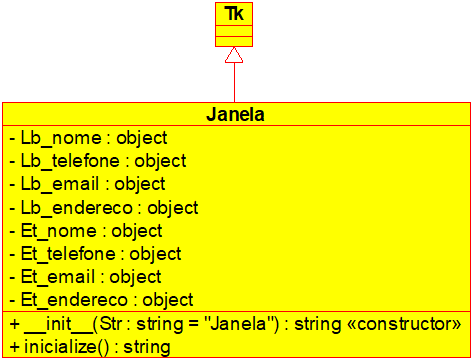 Tk
Janela
- Lb_nome : object
- Lb_telefone : object
- Lb_email : object
- Lb_endereco : object
- Et_nome : object
- Et_telefone : object
- Et_email : object
- Et_endereco : object
+ __init__(Str : string = "Janela") : string «constructor»
+ inicialize() : string